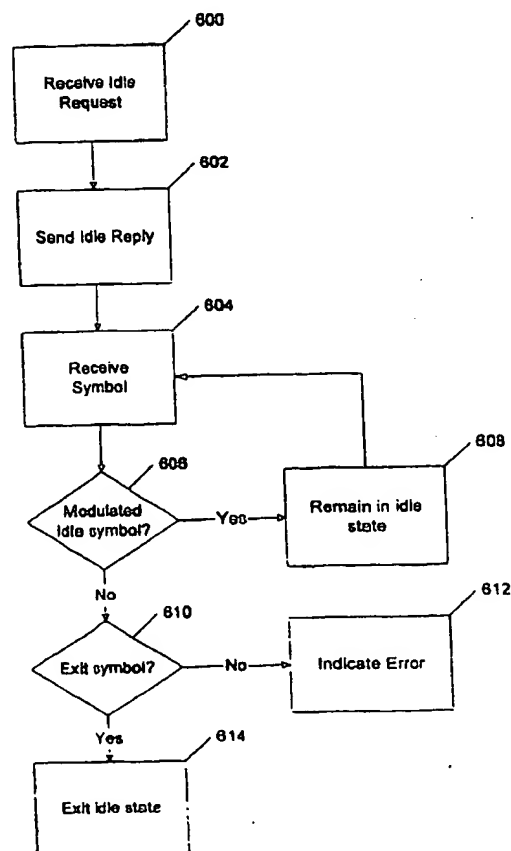 600
Receive Idle
Request
602
Send Idle Reply
604
Receive
Symbol
606
Modulated
Idle symbol?
Yes
608
Remain in idle
state
No
610
Exit symbol?
No
612
Indicate Error
Yes
614
Exit idle state